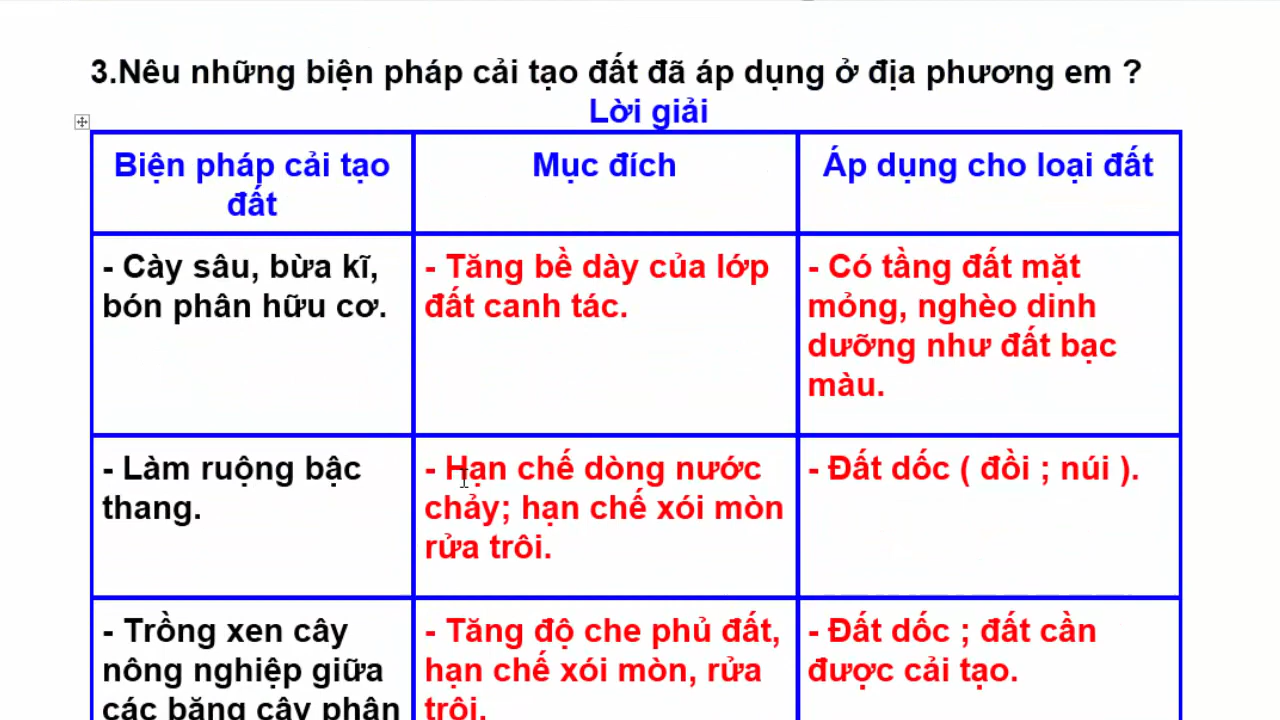 3.Nêu những biện pháp cải tạo đất đã áp dụng ở địa phương em ?
Lời giải
Biện pháp cải tạo
đất
Mục đích
Áp dụng cho loại đất
- Cày sâu, bừa kĩ,
bón phân hữu cơ.
- Tăng bề dày của lớp
đất canh tác.
- Có tầng đất mặt
mỏng, nghèo dinh
dưỡng như đất bạc
màu.
- Làm ruộng bậc
thang.
- Hạn chế dòng nước
chảy; hạn chế xói mòn
rửa trôi.
- Đất dốc ( đồi ; núi ).
- Trồng xen cây
nông nghiệp giữa
các băng cây phân
- Tăng độ che phủ đất,
hạn chế xói mòn, rửa
trôi.
- Đất dốc ; đất cần
được cải tạo.